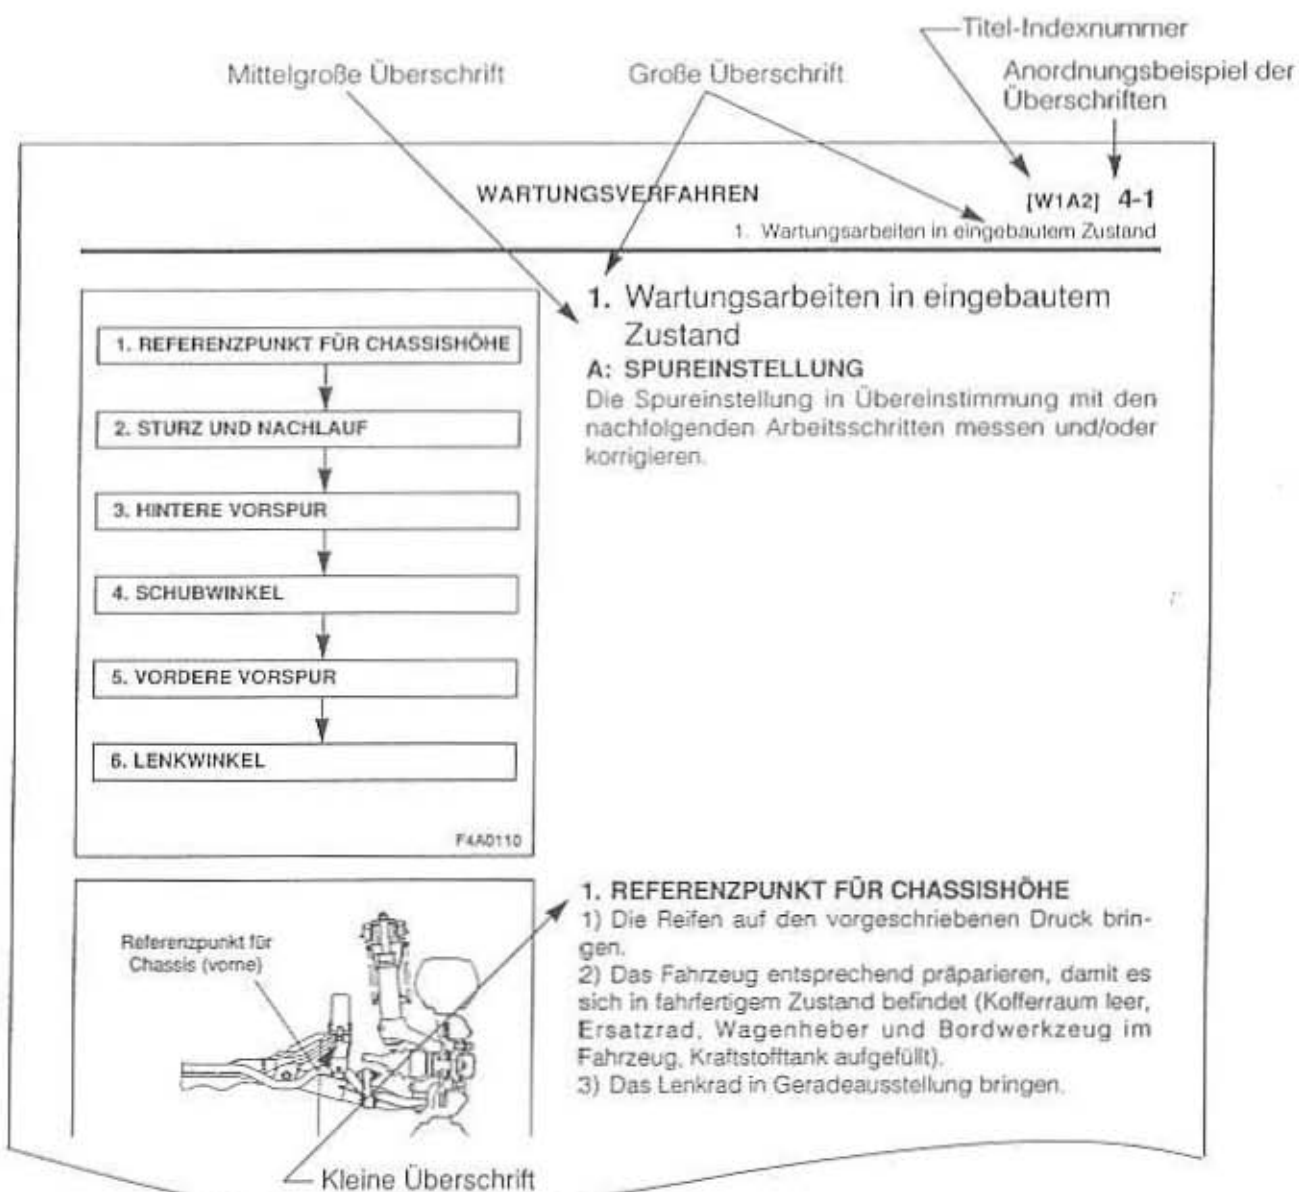 Titel-Indexnummer
Mittelgroße Überschrift
Große Überschrift
Anordnungsbeispiel der
Überschriften
WARTUNGSVERFAHREN
[W1A2] 4-1
1. Wartungsarbeiten in eingebautem Zustand
1. REFERENZPUNKT FÜR CHASSISHÖHE
2. STURZ UND NACHLAUF
3. HINTERE VORSPUR
4. SCHUBWINKEL
5. VORDERE VORSPUR
6. LENKWINKEL
F4A0110
1. Wartungsarbeiten in eingebautem
Zustand
A: SPUREINSTELLUNG
Die Spureinstellung in Übereinstimmung mit den
nachfolgenden Arbeitsschritten messen und/oder
korrigieren.
Referenzpunkt für
Chassis (vorne)
1. REFERENZPUNKT FÜR CHASSISHÖHE
1) Die Reifen auf den vorgeschriebenen Druck brin-
gen.
2) Das Fahrzeug entsprechend präparieren, damit es
sich in fahrfertigem Zustand befindet (Kofferraum leer,
Ersatzrad, Wagenheber und Bordwerkzeug im
Fahrzeug, Kraftstofftank aufgefüllt).
3) Das Lenkrad in Geradeausstellung bringen.
Kleine Überschrift